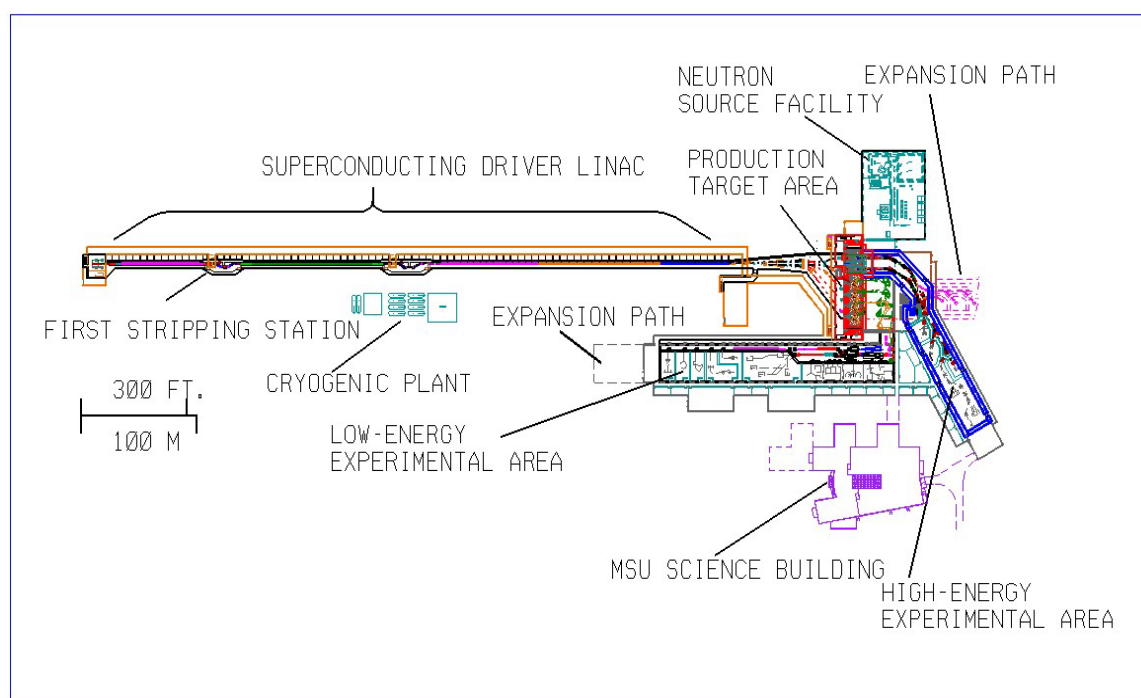 NEUTRON
SOURCE FACILITY
EXPANSION PATH
SUPERCONDUCTING DRIVER LINAC
PRODUCTION
TARGET AREA
FIRST STRIPPING STATION
EXPANSION PATH
CRYOGENIC PLANT
300 FT.
100 M
LOW-ENERGY
EXPERIMENTAL AREA
MSU SCIENCE BUILDING
HIGH-ENERGY
EXPERIMENTAL AREA